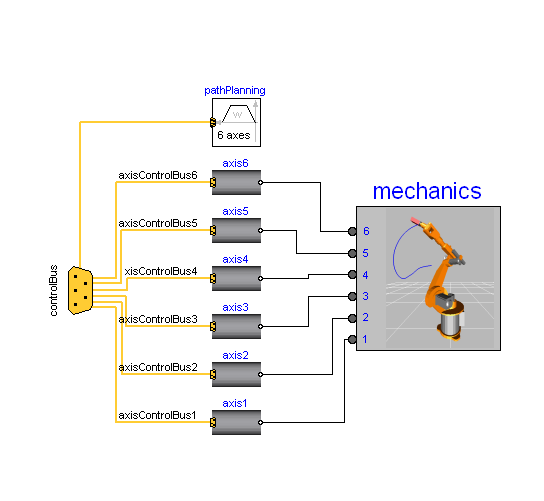 pathPlanning
w
6 axes
axis6
axisControlBus6
mechanics
axis5
axisControlBus5
6
5
axis4
xisControlBus4
4
controlBus
axis3
3
axisControlBus3
2
axis2
1
axisControlBus2
axis1
axisControlBus1